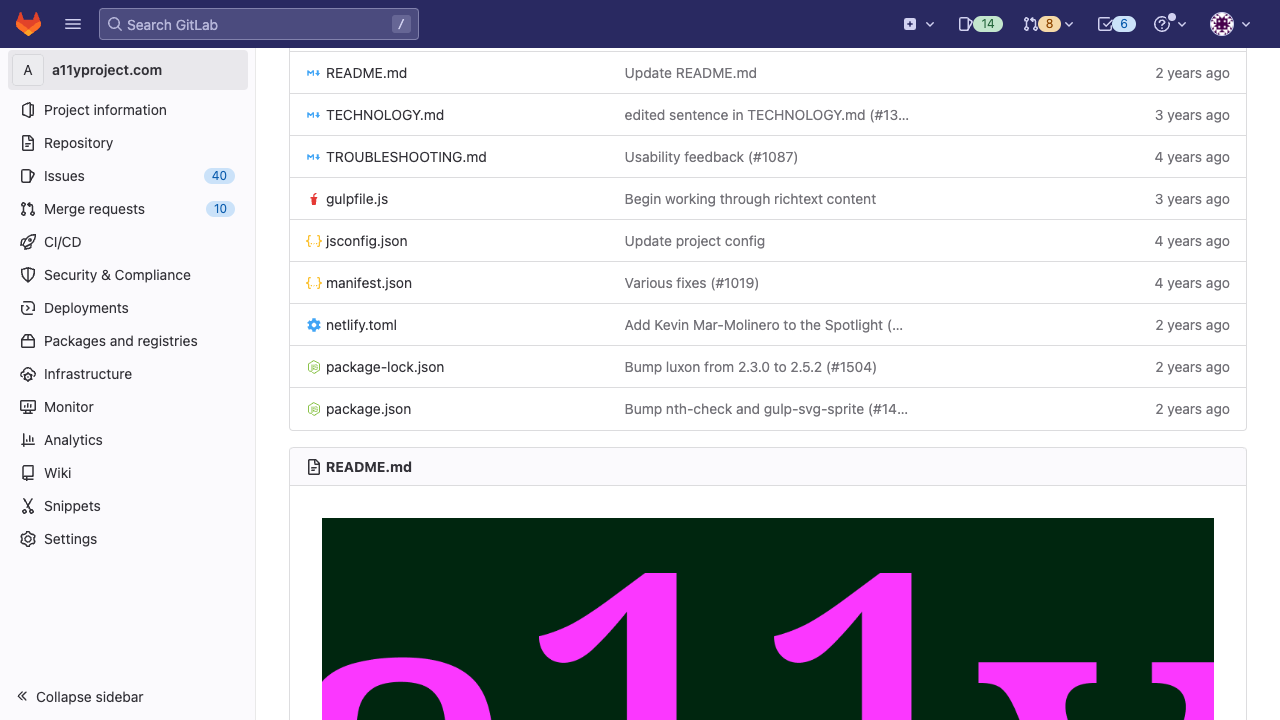 Search GitLab
/
14
8
6
A
a11yproject.com
Project information
Repository
Issues
40
Merge requests
10
CI/CD
Security & Compliance
Deployments
Packages and registries
Infrastructure
Monitor
Analytics
Wiki
Snippets
Settings
Collapse sidebar
README.md
Update README.md
2 years ago
TECHNOLOGY.md
edited sentence in TECHNOLOGY.md (#13…
3 years ago
TROUBLESHOOTING.md
Usability feedback (#1087)
4 years ago
gulpfile.js
Begin working through richtext content
3 years ago
jsconfig.json
Update project config
4 years ago
manifest.json
Various fixes (#1019)
4 years ago
netlify.toml
Add Kevin Mar-Molinero to the Spotlight (…
2 years ago
package-lock.json
Bump luxon from 2.3.0 to 2.5.2 (#1504)
2 years ago
package.json
Bump nth-check and gulp-svg-sprite (#14…
2 years ago
README.md
a11y